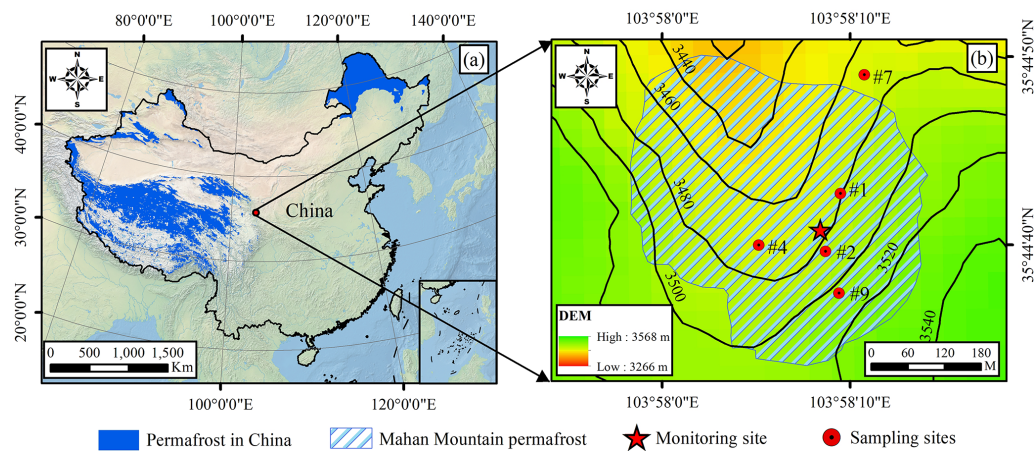 80°0'0"E 100°0'0"E 120°0'0"E 140°0'0"E
103°58'0"E 103°58'10"E
(a)
(b)
N
W E
S
N
W E
S
40°0'0"N
30°0'0"N
20°0'0"N
China
0 500 1,000 1,500
Km
100°0'0"E 120°0'0"E
35°44'50"N
35°44'40"N
3440
3460
3480
3500
3520
3540
#7
#1
#4
#2
#9
DEM
High : 3568 m
Low : 3266 m
0 60 120 180
M
103°58'0"E 103°58'10"E
Permafrost in China Mahan Mountain permafrost Monitoring site Sampling sites